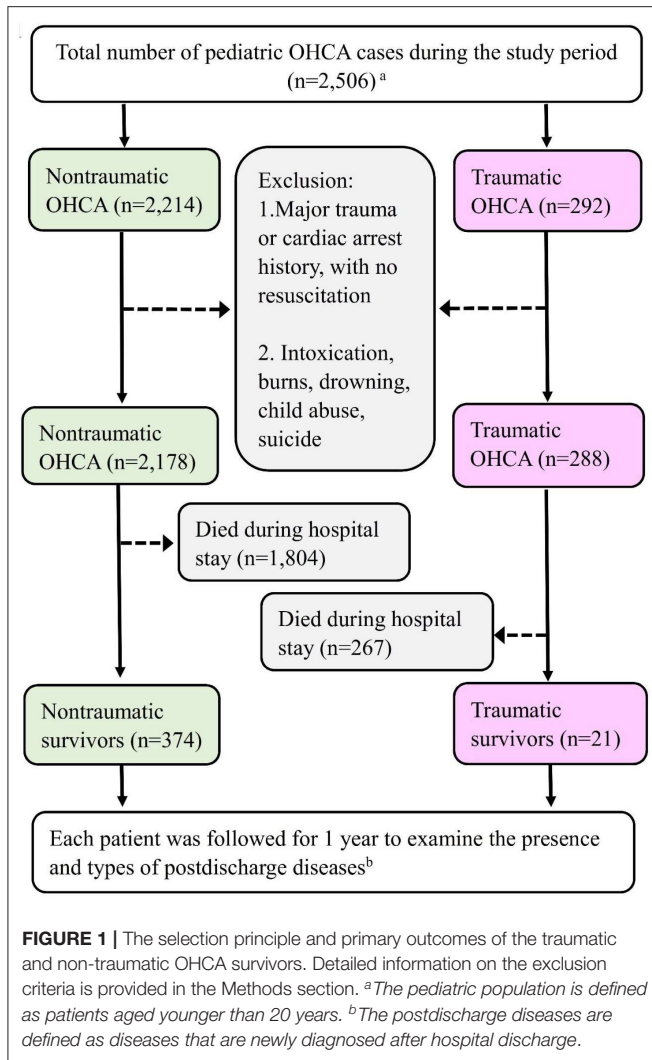 Total number of pediatric OHCA cases during the study period
(n=2,506) a
Nontraumatic
OHCA (n=2,214)
Exclusion:
1.Major trauma
or cardiac arrest
history, with no
resuscitation
2. Intoxication,
burns, drowning,
child abuse,
suicide
Traumatic
OHCA (n=292)
Nontraumatic
OHCA (n=2,178)
Traumatic
OHCA (n=288)
Died during hospital
stay (n=1,804)
Died during hospital
stay (n=267)
Nontraumatic
survivors (n=374)
Traumatic
survivors (n=21)
Each patient was followed for 1 year to examine the presence
and types of postdischarge diseasesb
FIGURE 1 | The selection principle and primary outcomes of the traumatic
and non-traumatic OHCA survivors. Detailed information on the exclusion
criteria is provided in the Methods section. aThe pediatric population is defined
as patients aged younger than 20 years. bThe postdischarge diseases are
defined as diseases that are newly diagnosed after hospital discharge.